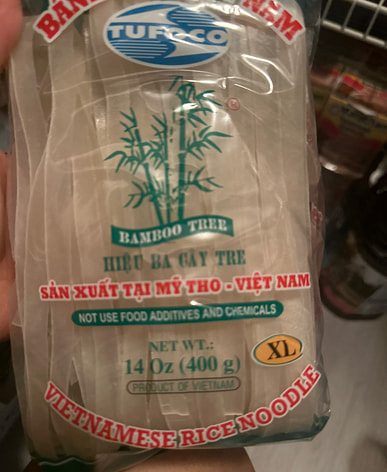 TUFOCO
BAMBOO TREE
HIỆU BA CÂY TRE
SẢN XUẤT TẠI MỸ THO - VIỆT NAM
NOT USE FOOD ADDITIVES AND CHEMICALS
NET WT.:
14 Oz (400 g)
XL
PRODUCT OF VIETNAM
VIETNAMESE RICE NOODLE